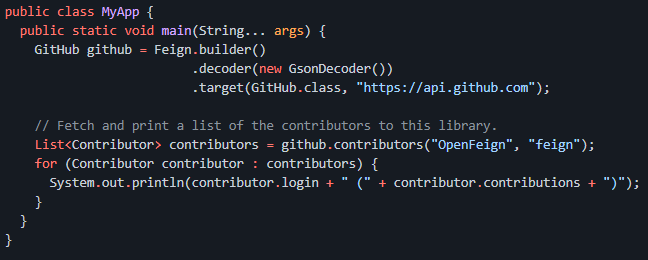 public class MyApp {
  public static void main(String... args) {
    GitHub github = Feign.builder()
                         .decoder(new GsonDecoder())
                         .target(GitHub.class, "https://api.github.com");

    // Fetch and print a list of the contributors to this library.
    List<Contributor> contributors = github.contributors("OpenFeign", "feign");
    for (Contributor contributor : contributors) {
      System.out.println(contributor.login + " (" + contributor.contributions + ")");
    }
  }
}